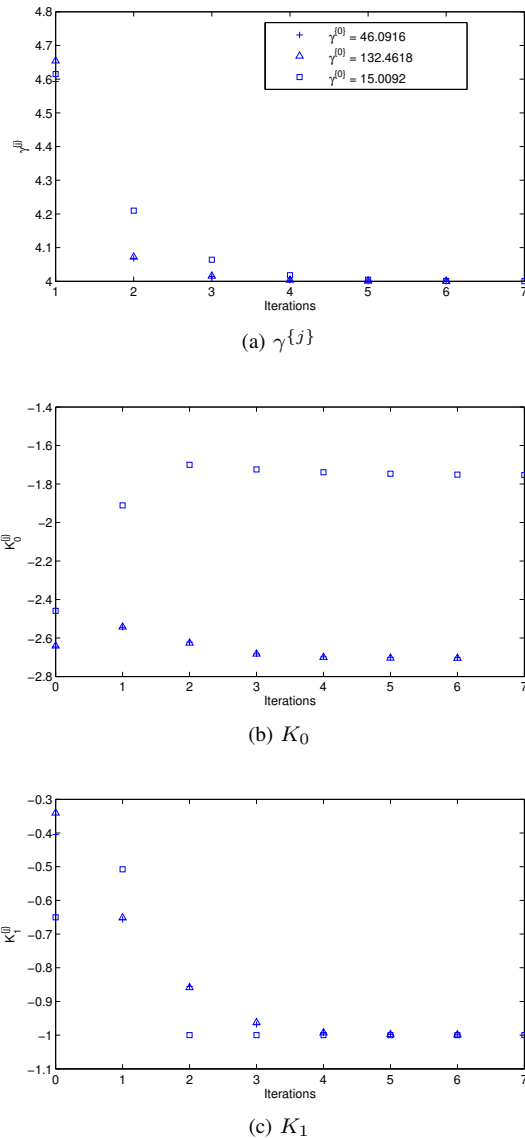 4.8
4.7
4.6
4.5
4.4
4.3
4.2
4.1
4
γ^{j}
γ^{0} = 46.0916
γ^{0} = 132.4618
γ^{0} = 15.0092
1 2 3 4 5 6 7
Iterations
(a) γ^{j}
−1.4
−1.6
−1.8
−2
−2.2
−2.4
−2.6
−2.8
K_0^{j}
0 1 2 3 4 5 6 7
Iterations
(b) K_0
−0.3
−0.4
−0.5
−0.6
−0.7
−0.8
−0.9
−1
−1.1
K_1^{j}
0 1 2 3 4 5 6 7
Iterations
(c) K_1